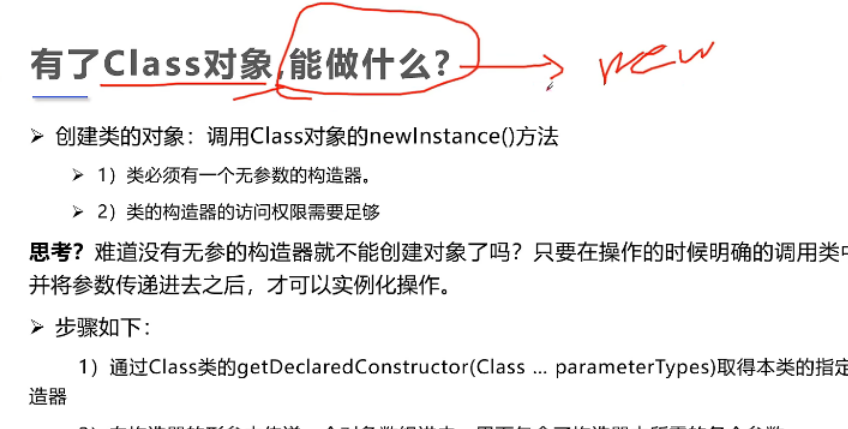 有了Class对象,能做什么?
new
创建类的对象：调用Class对象的newInstance()方法
1）类必须有一个无参数的构造器。
2）类的构造器的访问权限需要足够
思考？难道没有无参的构造器就不能创建对象了吗？只要在操作的时候明确的调用类
并将参数传递进去之后，才可以实例化操作。
步骤如下：
1）通过Class类的getDeclaredConstructor(Class … parameterTypes)取得本类的指定
造器